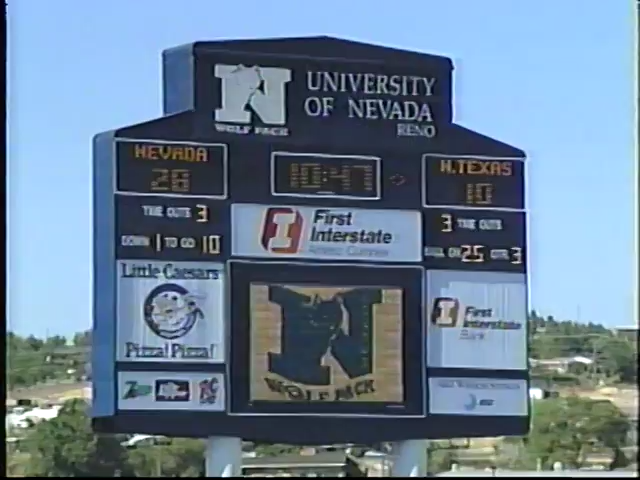 UNIVERSITY
OF NEVADA
RENO
N
WOLF PACK
NEVADA
28
10:47
N.TEXAS
10
TIME OUTS 3
DOWN 1 TO GO 10
First
Interstate
3 TIME OUTS
BALL ON 25 QTR 3
Little Caesars
Pizza! Pizza!
N
WOLF PACK
First
Interstate
Bank
AT&T